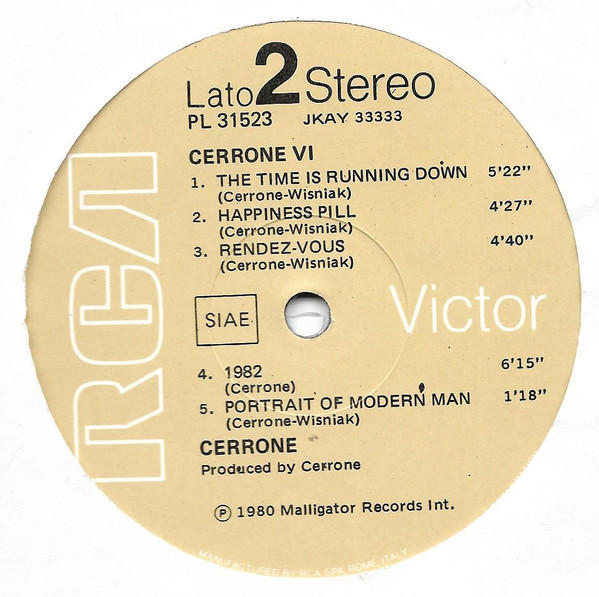 Lato 2 Stereo
PL 31523 JKAY 33333
CERRONE VI
1. THE TIME IS RUNNING DOWN 5'22"
(Cerrone-Wisniak)
2. HAPPINESS PILL 4'27"
(Cerrone-Wisniak)
3. RENDEZ-VOUS 4'40"
(Cerrone-Wisniak)
RCA
SIAE
Victor
4. 1982 6'15"
(Cerrone)
5. PORTRAIT OF MODERN MAN 1'18"
(Cerrone-Wisniak)
CERRONE
Produced by Cerrone
Ⓟ 1980 Malligator Records Int.
MANUFACTURED BY RCA SPA ROME ITALY